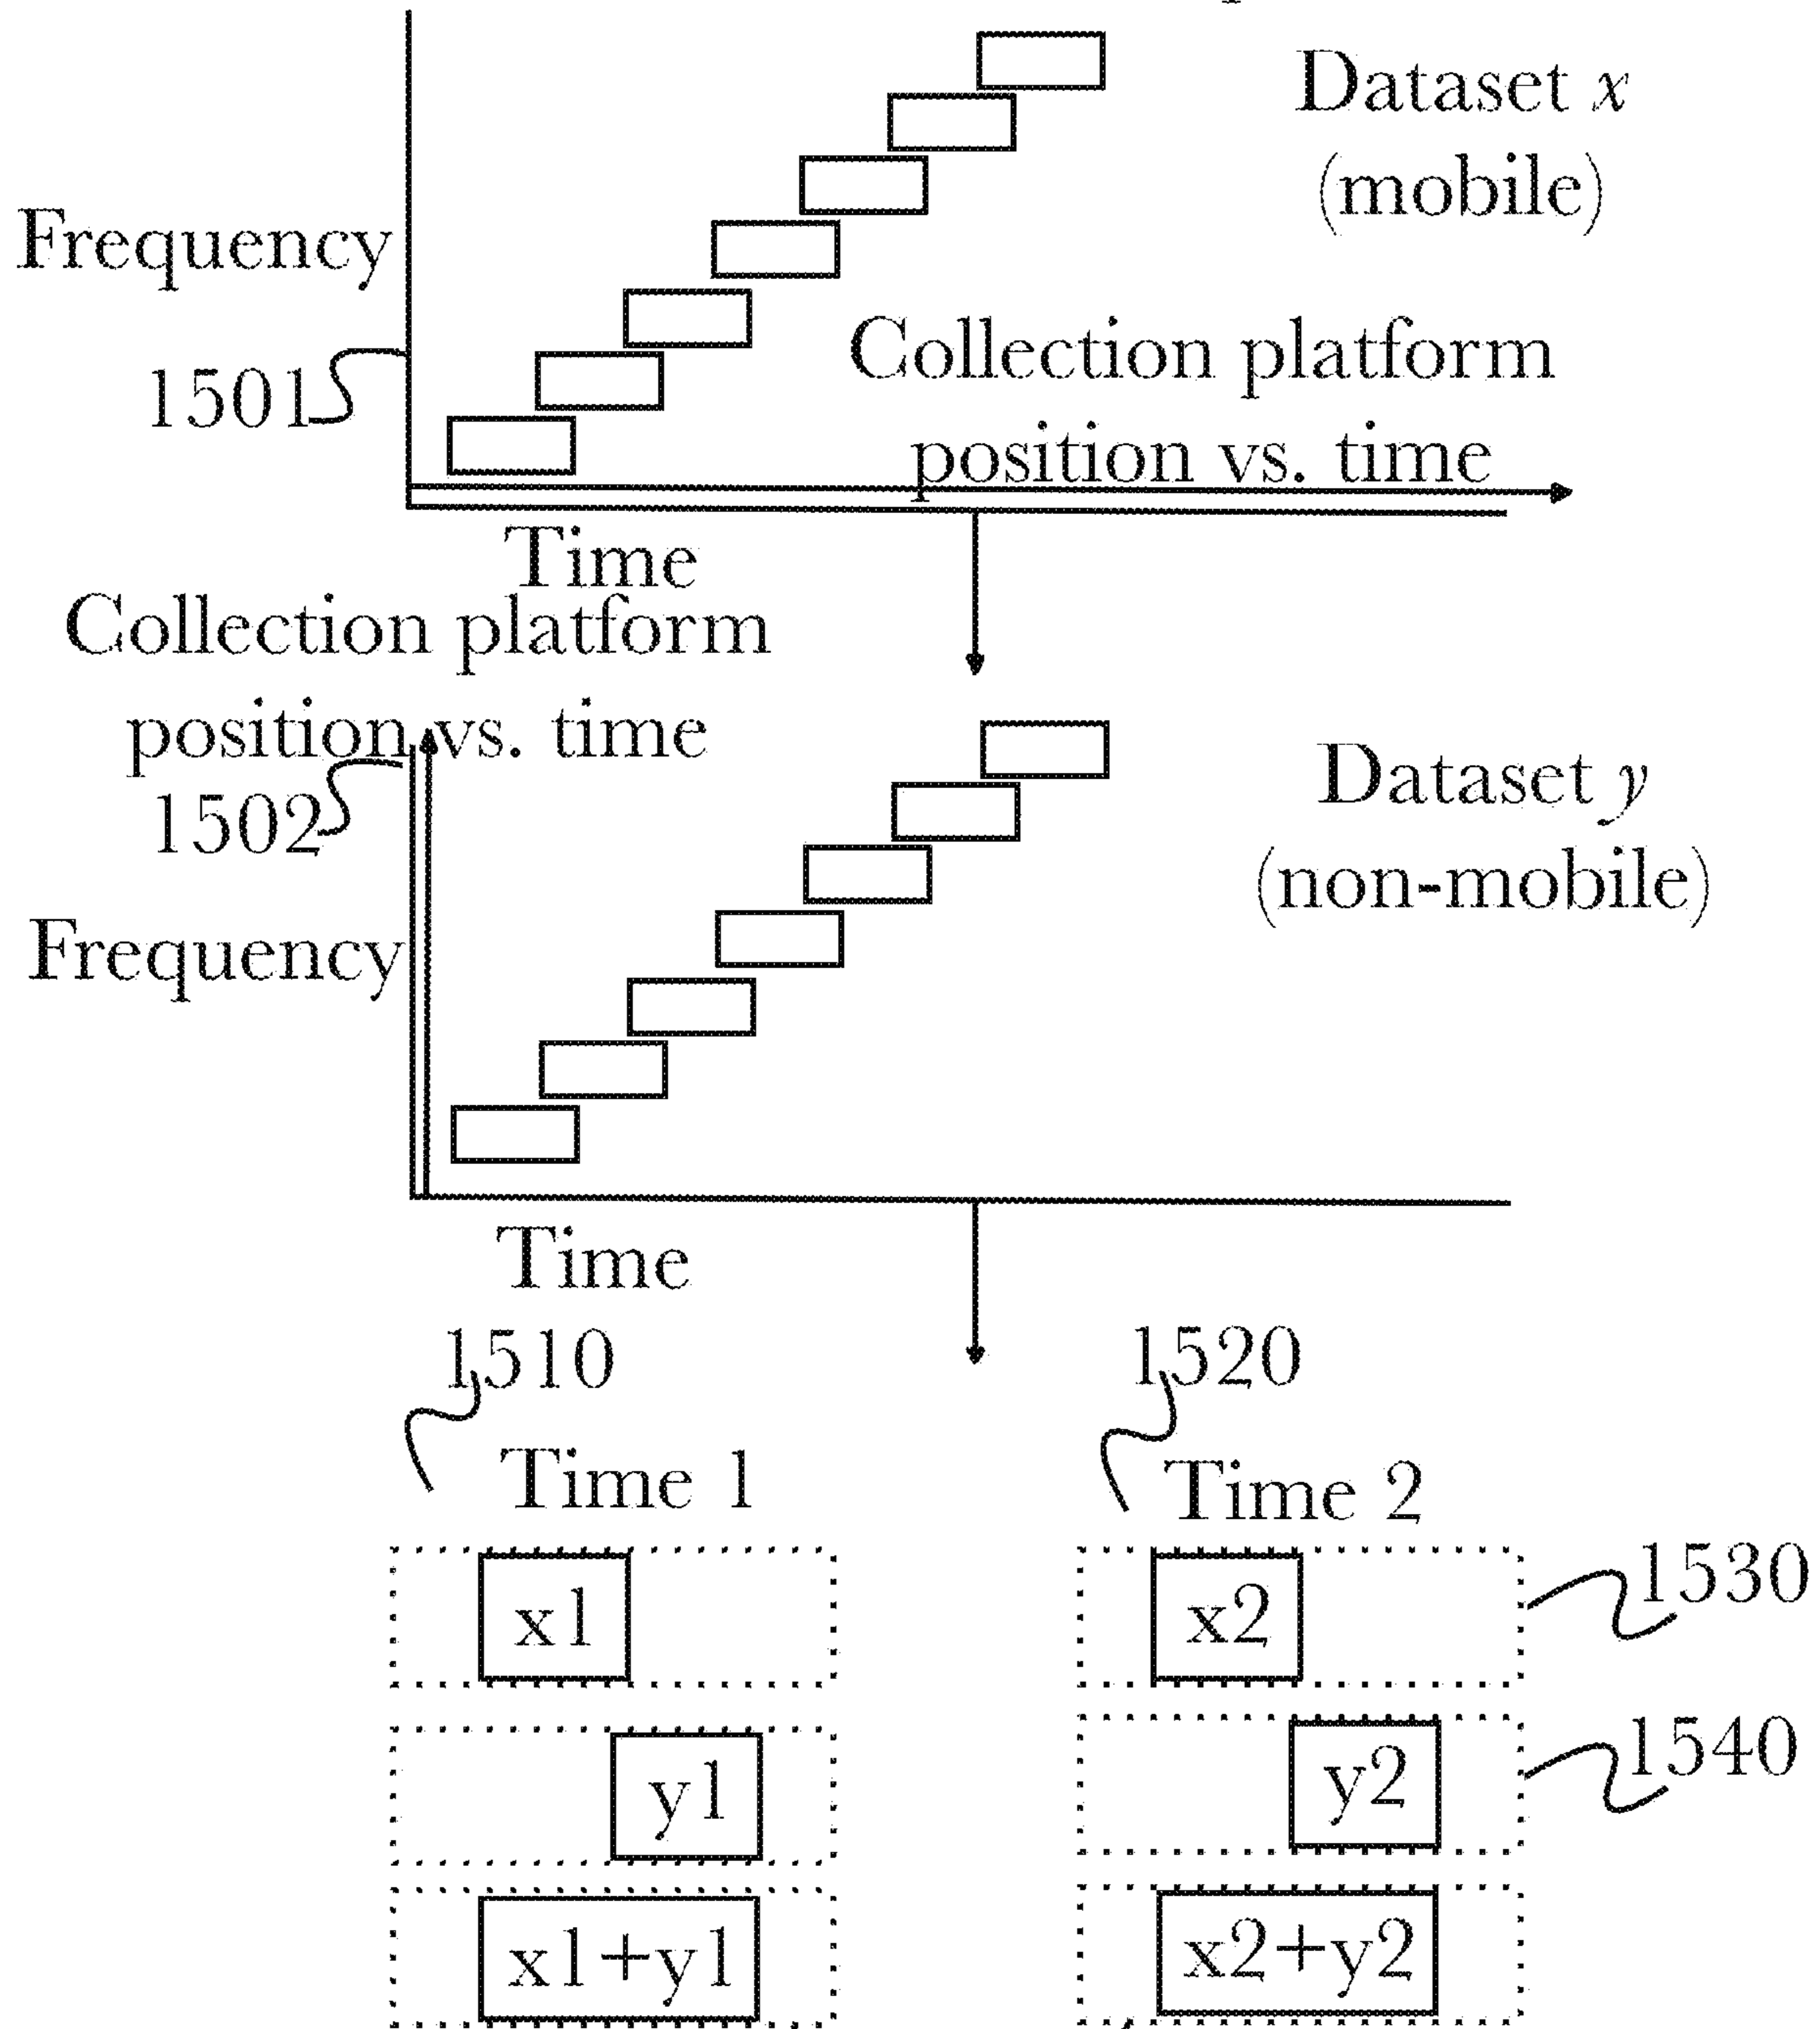 Dataset x
(mobile)
Frequency
1501
Collection platform
position vs. time
Time
Collection platform
position vs. time
1502
Dataset y
(non-mobile)
Frequency
Time
1510
1520
Time 1
Time 2
x1
x2
1530
y1
y2
1540
x1+y1
x2+y2